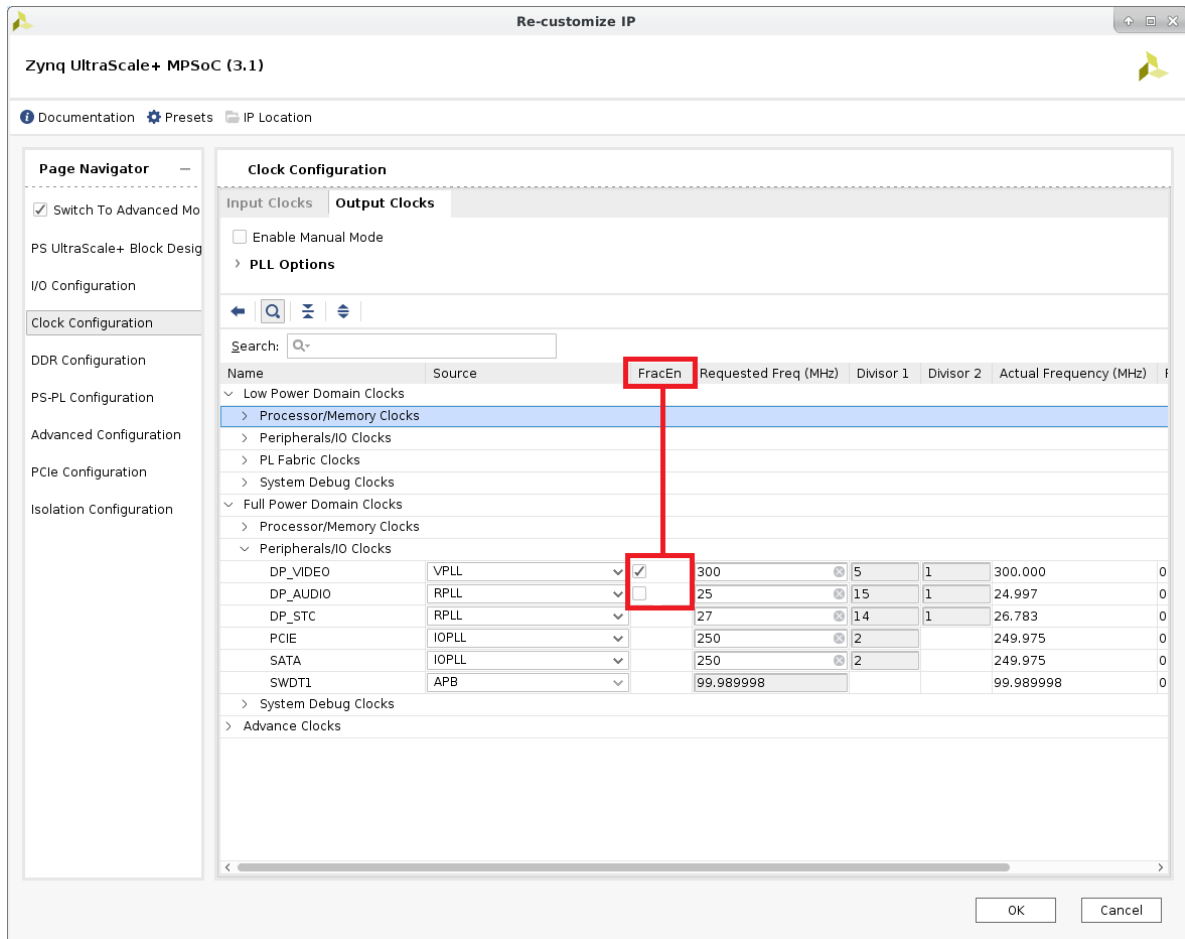 Re-customize IP
Zynq UltraScale+ MPSoC (3.1)
Documentation Presets IP Location
Page Navigator
Switch To Advanced Mo
PS UltraScale+ Block Desig
I/O Configuration
Clock Configuration
DDR Configuration
PS-PL Configuration
Advanced Configuration
PCIe Configuration
Isolation Configuration
Clock Configuration
Input Clocks Output Clocks
Enable Manual Mode
PLL Options
Search:
Name Source FracEn Requested Freq (MHz) Divisor 1 Divisor 2 Actual Frequency (MHz)
Low Power Domain Clocks
Processor/Memory Clocks
Peripherals/IO Clocks
PL Fabric Clocks
System Debug Clocks
Full Power Domain Clocks
Processor/Memory Clocks
Peripherals/IO Clocks
DP_VIDEO VPLL 300 5 1 300.000 0
DP_AUDIO RPLL 25 15 1 24.997 0
DP_STC RPLL 27 14 1 26.783 0
PCIE IOPLL 250 2 249.975 0
SATA IOPLL 250 2 249.975 0
SWDT1 APB 99.989998 99.989998 0
System Debug Clocks
Advance Clocks
OK Cancel